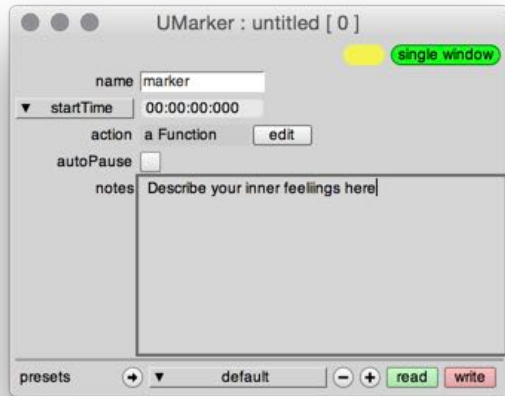 UMarker : untitled [ 0 ]
single window
name marker
startTime 00:00:00:000
action a Function edit
autoPause
notes Describe your inner feeliings here
presets default read write